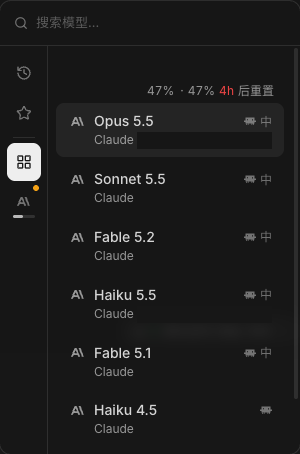 搜索模型...
47% · 47% 4h 后重置
Opus 5.5 中
Claude
Sonnet 5.5 中
Claude
Fable 5.2 中
Claude
Haiku 5.5 中
Claude
Fable 5.1 中
Claude
Haiku 4.5
Claude